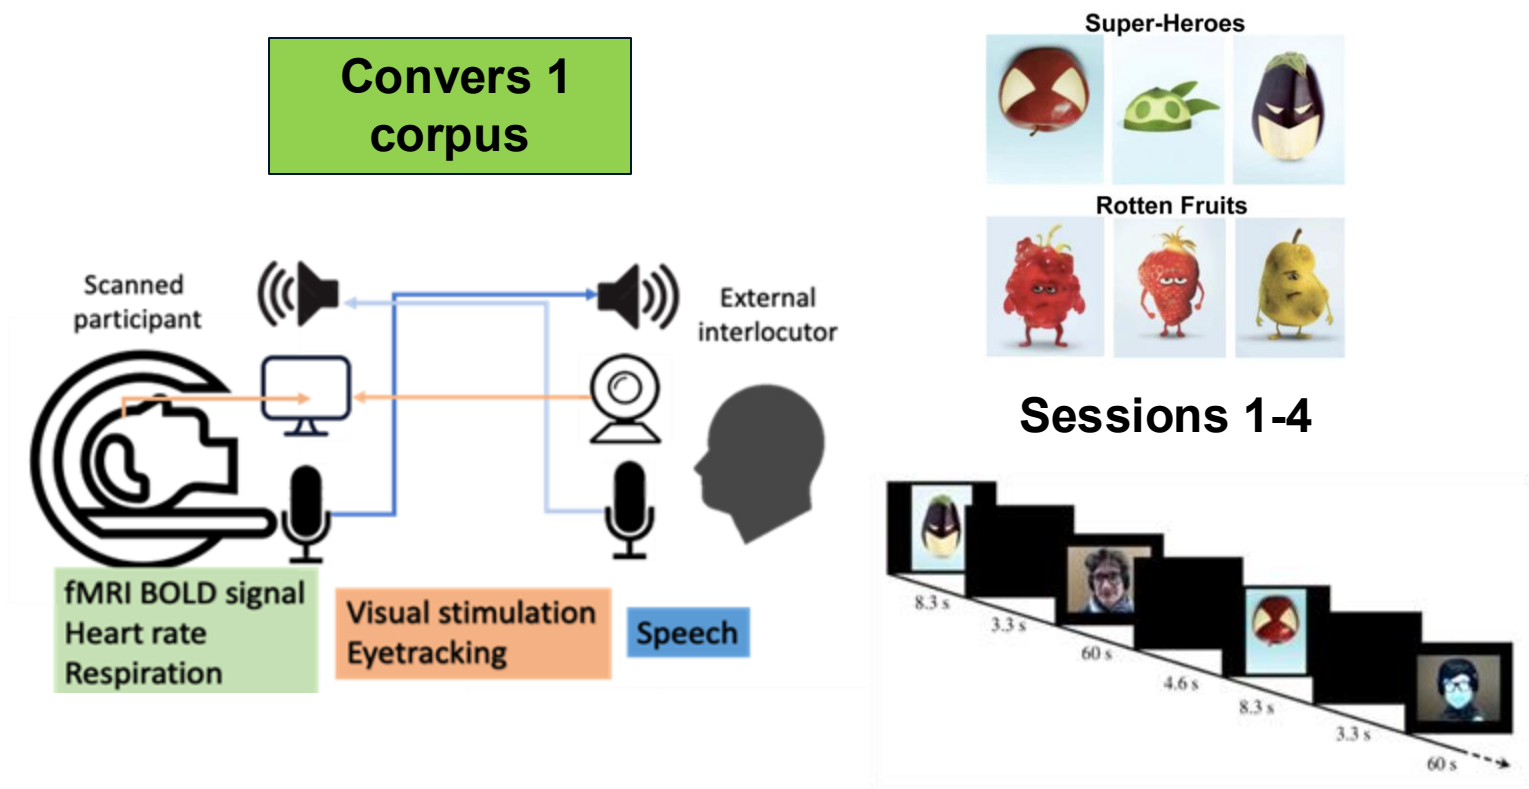 Convers 1
corpus
Scanned
participant
External
interlocutor
fMRI BOLD signal
Heart rate
Respiration
Visual stimulation
Eyetracking
Speech
Super-Heroes
Rotten Fruits
Sessions 1-4
8.3 s
3.3 s
60 s
4.6 s
8.3 s
3.3 s
60 s